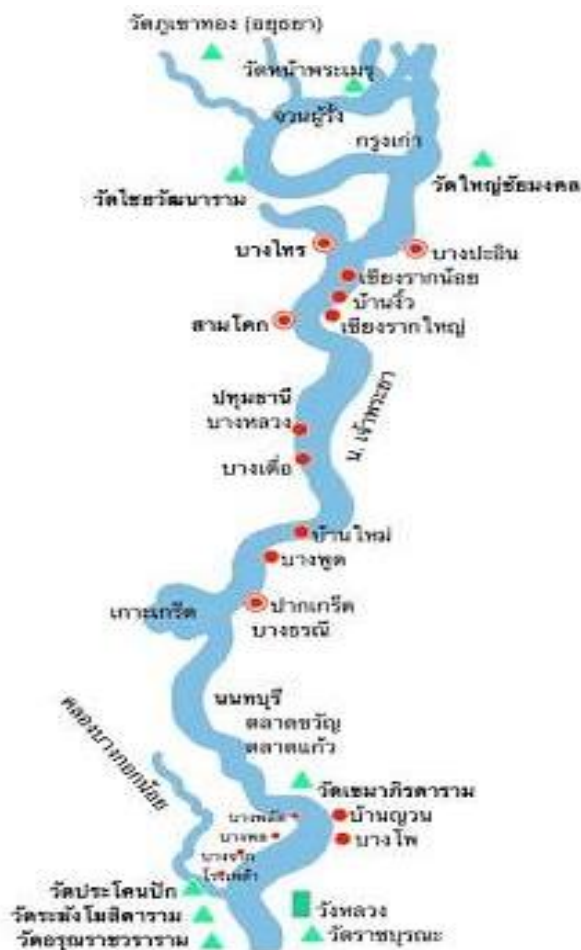 วัดภูเขาทอง (อยุธยา)
วัดหน้าพระเมรุ
กรุงเก่า
วัดไชยวัฒนาราม
วัดใหญ่ชัยมงคล
บางไทร
บางปะอิน
เชียงรากน้อย
บ้านงิ้ว
สามโคก
เชียงรากใหญ่
น. เจ้าพระยา
ปทุมธานี
บางหลวง
บางเดื่อ
บ้านใหม่
บางพูด
เกาะเกร็ด
ปากเกร็ด
บางธรณี
นนทบุรี
ตลาดขวัญ
ตลาดแก้ว
คลองบางกอกน้อย
วัดเขมาภิรตาราม
บางพลัด
บ้านญวน
บางโพ
วัดประโคนปัก
วังหลวง
วัดระฆังโฆสิตาราม
วัดราชบุรณะ
วัดอรุณราชวราราม